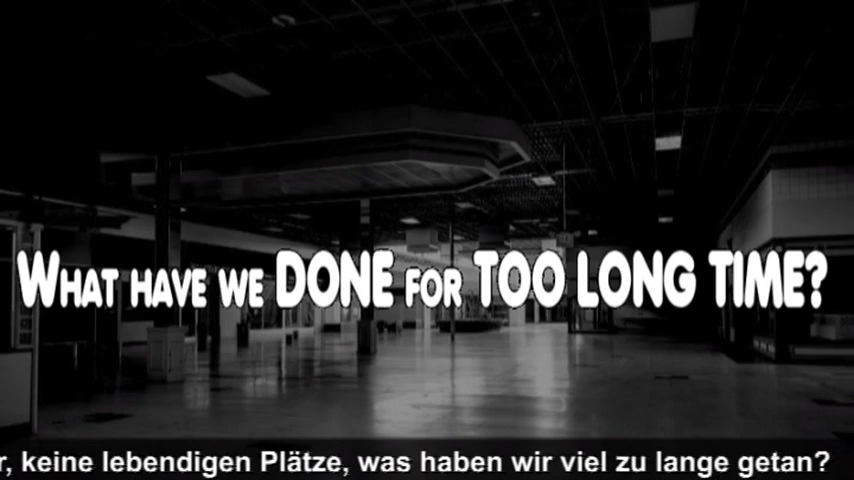 What have we DONE for TOO LONG TIME?
r, keine lebendigen Plätze, was haben wir viel zu lange getan?